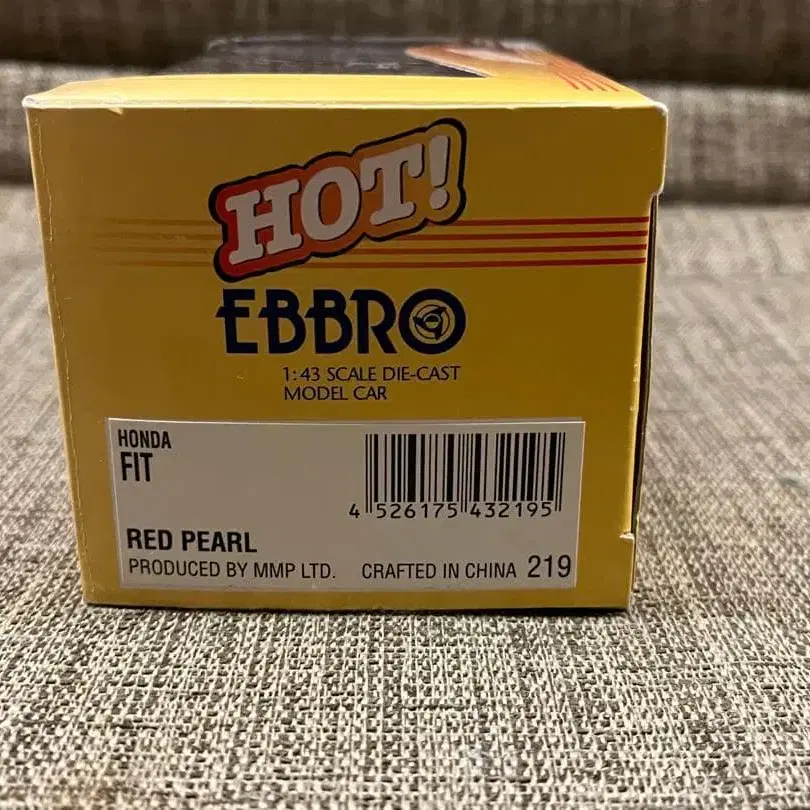 HOT!
EBBRO
1:43 SCALE DIE-CAST
MODEL CAR
HONDA
FIT
4 526175 432195
RED PEARL
PRODUCED BY MMP LTD. CRAFTED IN CHINA 219